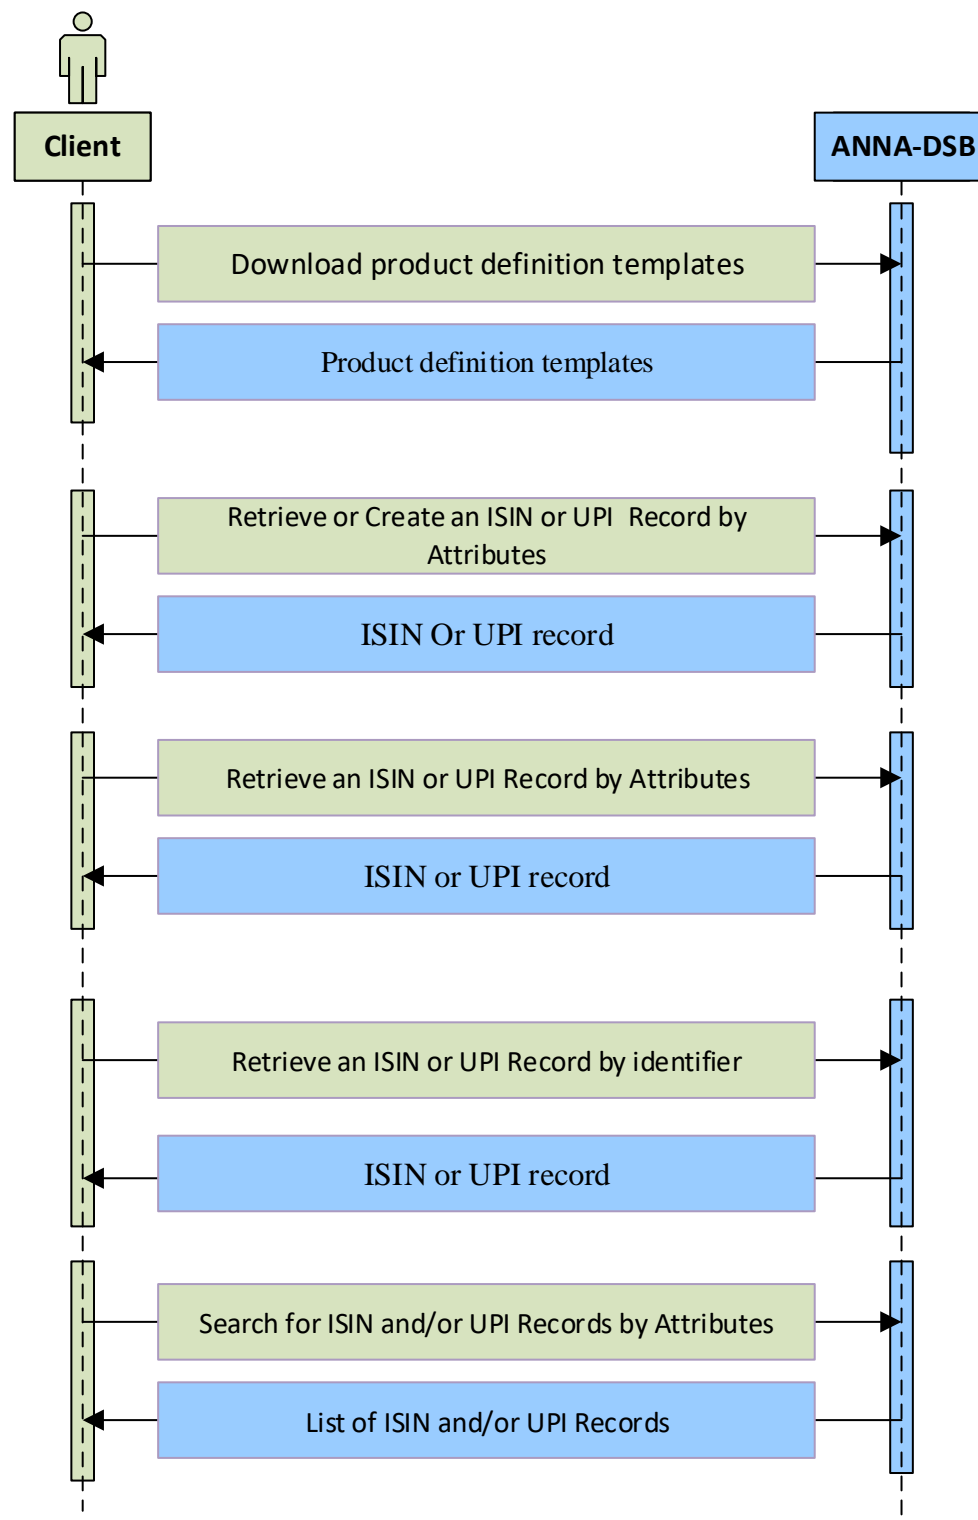 Client
ANNA-DSB
Download product definition templates
Product definition templates
Retrieve or Create an ISIN or UPI Record by
Attributes
ISIN Or UPI record
Retrieve an ISIN or UPI Record by Attributes
ISIN or UPI record
Retrieve an ISIN or UPI Record by identifier
ISIN or UPI record
Search for ISIN and/or UPI Records by Attributes
List of ISIN and/or UPI Records